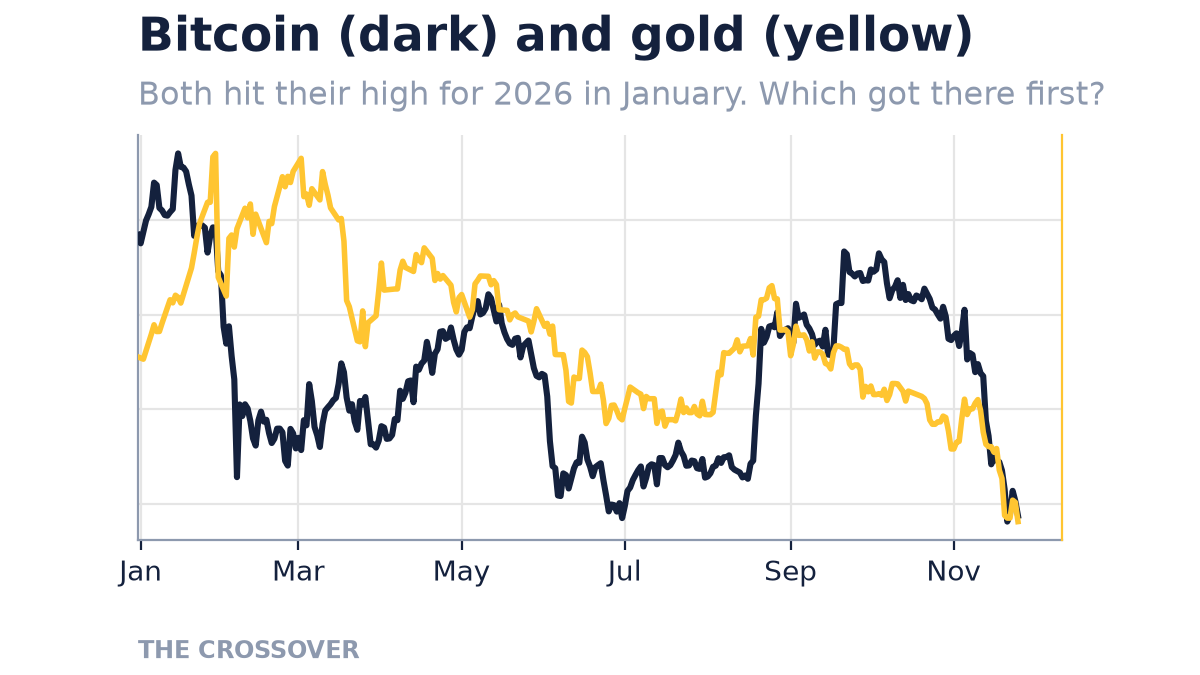 Bitcoin (dark) and gold (yellow)
Both hit their high for 2026 in January. Which got there first?
Jan Mar May Jul Sep Nov
THE CROSSOVER